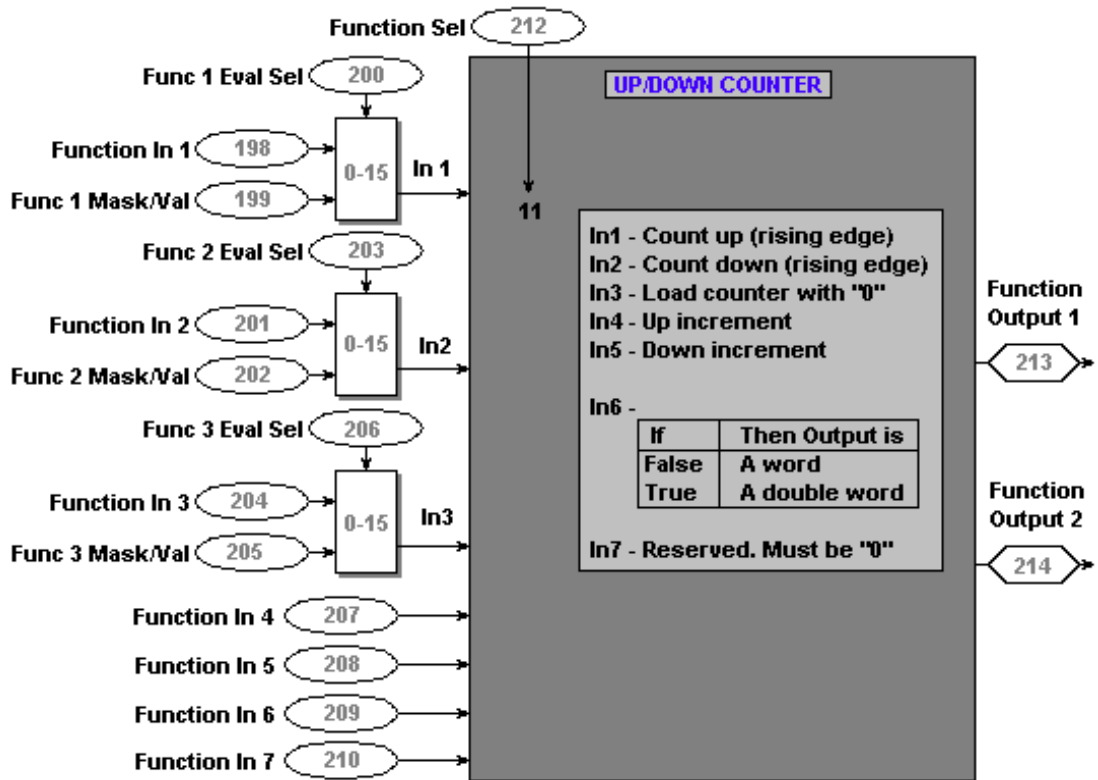 Function Sel 212
Func 1 Eval Sel 200
UP/DOWN COUNTER
Function In 1 198
0-15
In 1
Func 1 Mask/Val 199
11
Func 2 Eval Sel 203
In1 - Count up (rising edge)
In2 - Count down (rising edge)
In3 - Load counter with "0"
In4 - Up increment
In5 - Down increment
Function In 2 201
0-15
In2
Func 2 Mask/Val 202
Function
Output 1
213
In6 -
If Then Output is
False A word
True A double word
Func 3 Eval Sel 206
Function In 3 204
0-15
In3
Func 3 Mask/Val 205
In7 - Reserved. Must be "0"
Function
Output 2
214
Function In 4 207
Function In 5 208
Function In 6 209
Function In 7 210